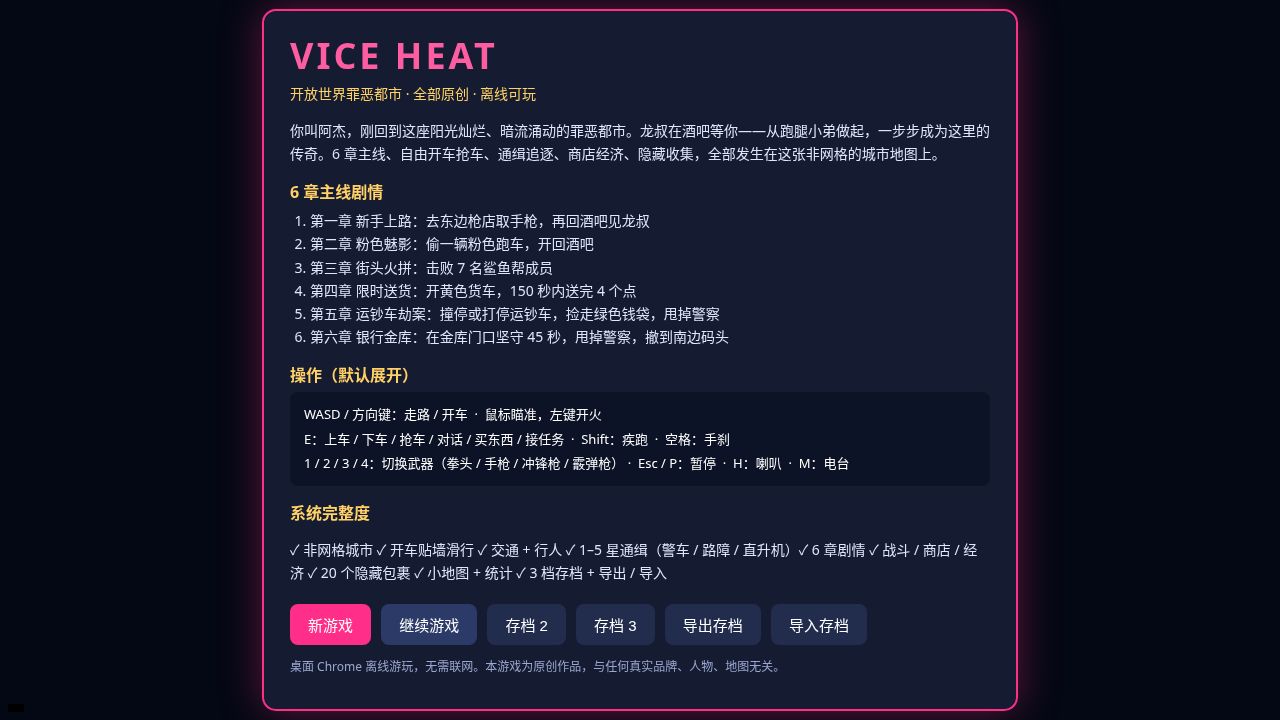 VICE HEAT
开放世界罪恶都市 · 全部原创 · 离线可玩
你叫阿杰，刚回到这座阳光灿烂、暗流涌动的罪恶都市。龙叔在酒吧等你——从跑腿小弟做起，一步步成为这里的
传奇。6 章主线、自由开车抢车、通缉追逐、商店经济、隐藏收集，全部发生在这张非网格的城市地图上。
6 章主线剧情
1. 第一章 新手上路：去东边枪店取手枪，再回酒吧见龙叔
2. 第二章 粉色魅影：偷一辆粉色跑车，开回酒吧
3. 第三章 街头火拼：击败 7 名鲨鱼帮成员
4. 第四章 限时送货：开黄色货车，150 秒内送完 4 个点
5. 第五章 运钞车劫案：撞停或打停运钞车，捡走绿色钱袋，甩掉警察
6. 第六章 银行金库：在金库门口坚守 45 秒，甩掉警察，撤到南边码头
操作（默认展开）
WASD / 方向键：走路 / 开车 · 鼠标瞄准，左键开火
E：上车 / 下车 / 抢车 / 对话 / 买东西 / 接任务 · Shift：疾跑 · 空格：手刹
1 / 2 / 3 / 4：切换武器（拳头 / 手枪 / 冲锋枪 / 霰弹枪） · Esc / P：暂停 · H：喇叭 · M：电台
系统完整度
✓ 非网格城市 ✓ 开车贴墙滑行 ✓ 交通 + 行人 ✓ 1–5 星通缉（警车 / 路障 / 直升机）✓ 6 章剧情 ✓ 战斗 / 商店 / 经
济 ✓ 20 个隐藏包裹 ✓ 小地图 + 统计 ✓ 3 档存档 + 导出 / 导入
新游戏 继续游戏 存档 2 存档 3 导出存档 导入存档
桌面 Chrome 离线游玩，无需联网。本游戏为原创作品，与任何真实品牌、人物、地图无关。